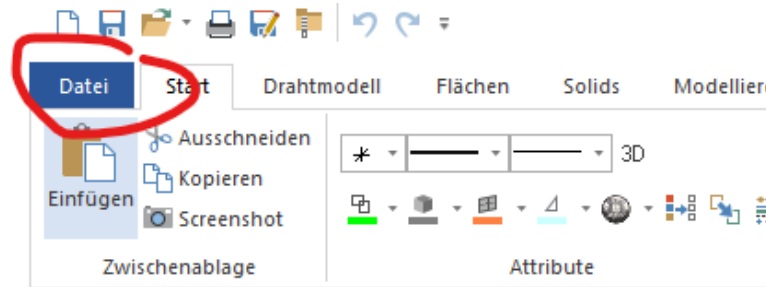 Datei Start Drahtmodell Flächen Solids
Ausschneiden
Kopieren
Einfügen
Screenshot
3D
Zwischenablage Attribute